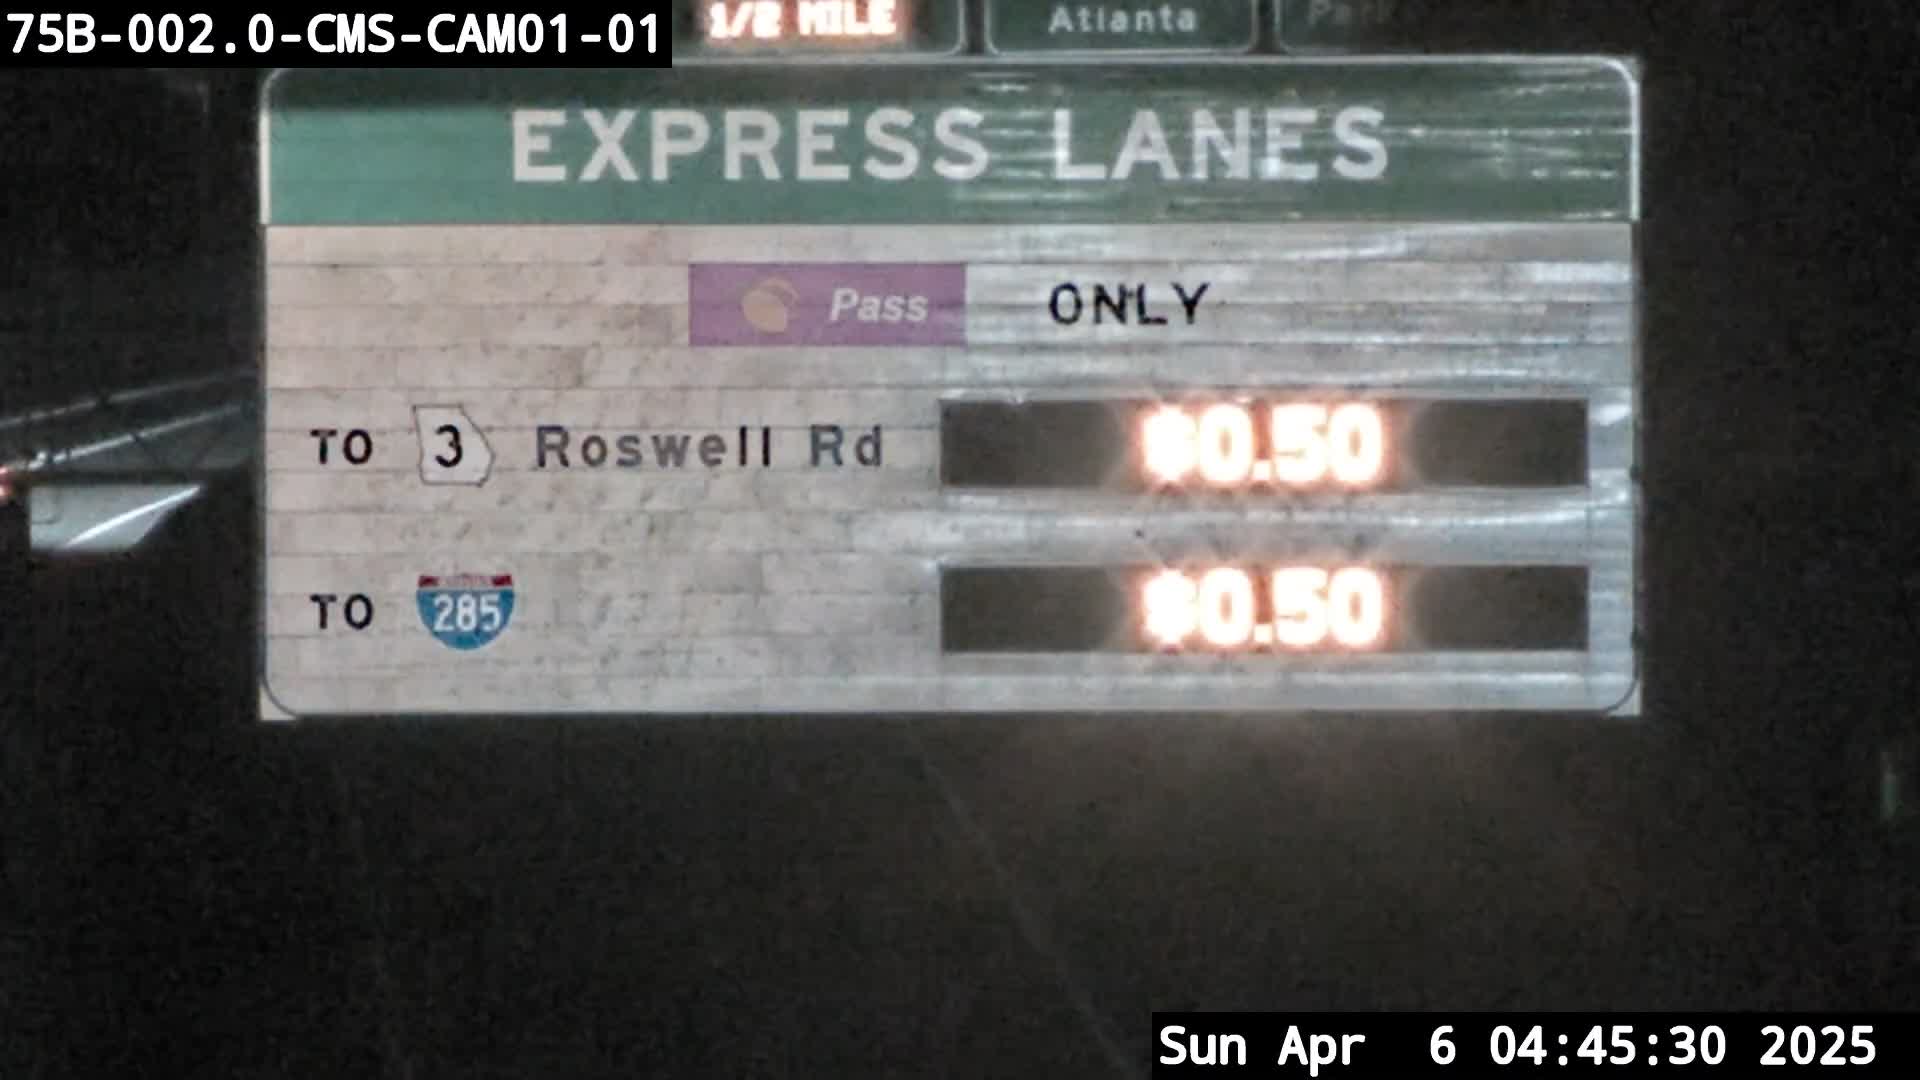 75B-002.0-CMS-CAM01-01
1/2 MILE
Atlanta
EXPRESS LANES
Pass ONLY
TO 3 Roswell Rd $0.50
TO 285 $0.50
Sun Apr 6 04:45:30 2025